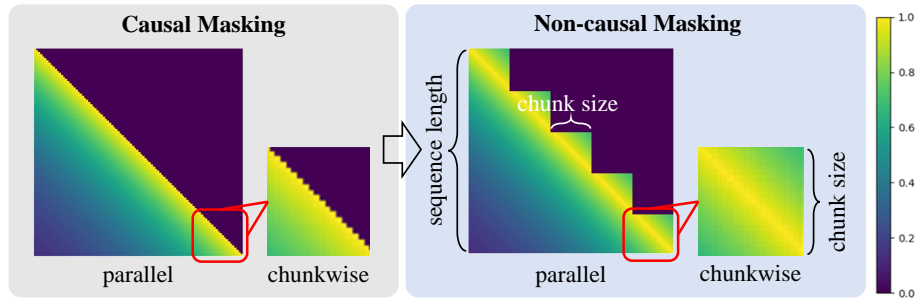 Causal Masking
parallel
chunkwise
Non-causal Masking
sequence length
chunk size
parallel
chunkwise
chunk size
1.0
0.8
0.6
0.4
0.2
0.0